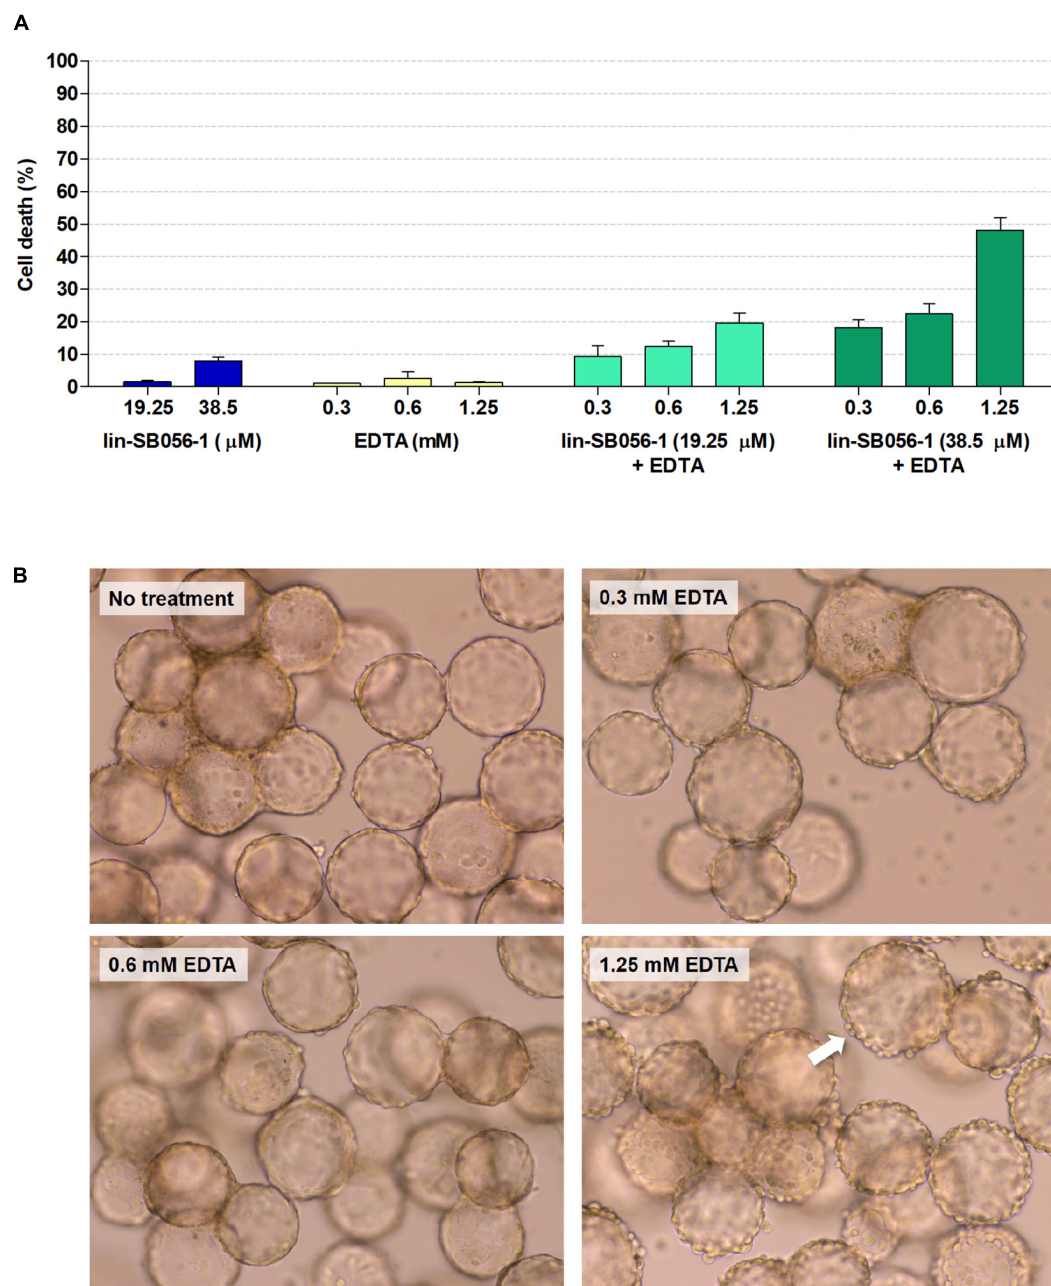 A
100
90
80
70
60
50
40
30
20
10
0
Cell death (%)
19.25 38.5 0.3 0.6 1.25 0.3 0.6 1.25 0.3 0.6 1.25
lin-SB056-1 ( µM) EDTA (mM) lin-SB056-1 (19.25 µM) lin-SB056-1 (38.5 µM)
+ EDTA + EDTA
B
No treatment 0.3 mM EDTA
0.6 mM EDTA 1.25 mM EDTA